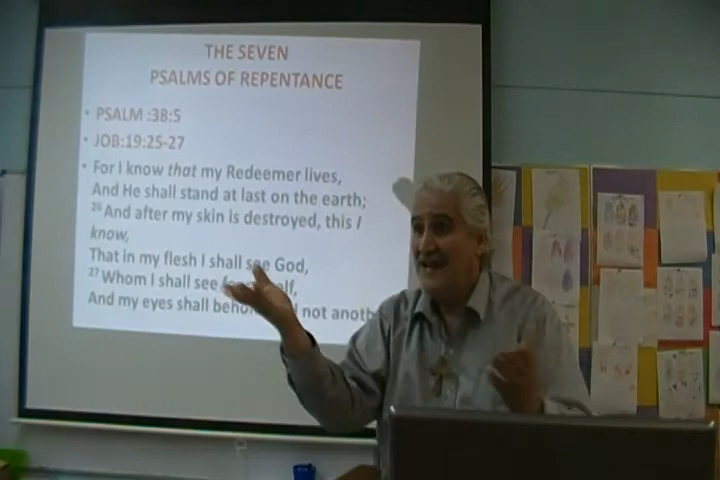 THE SEVEN
PSALMS OF REPENTANCE
• PSALM :38:5
• JOB:19:25-27
• For I know that my Redeemer lives,
And He shall stand at last on the earth;
26 And after my skin is destroyed, this I
know,
That in my flesh I shall see God,
27 Whom I shall see
And my eyes shall not